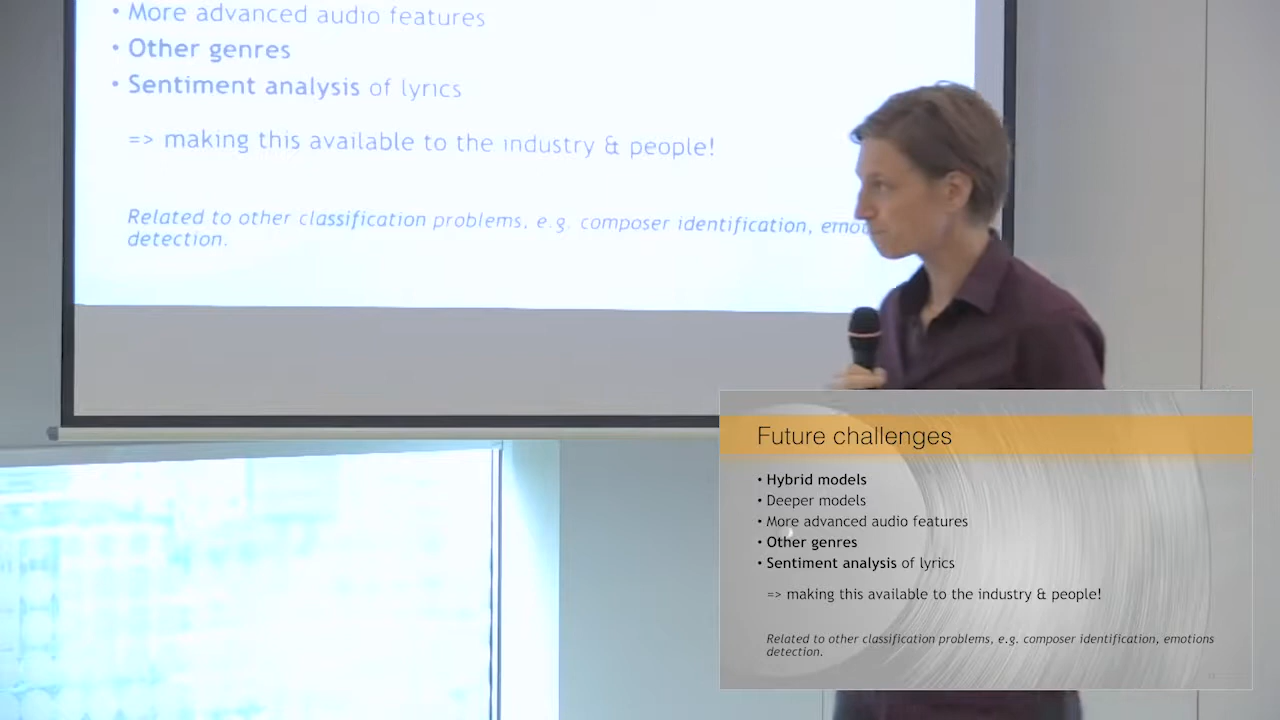 • More advanced audio features
• Other genres
• Sentiment analysis of lyrics
=> making this available to the industry & people!
Related to other classification problems, e.g. composer identification,
detection.
Future challenges
• Hybrid models
• Deeper models
• More advanced audio features
• Other genres
• Sentiment analysis of lyrics
=> making this available to the industry & people!
Related to other classification problems, e.g. composer identification, emotions
detection.